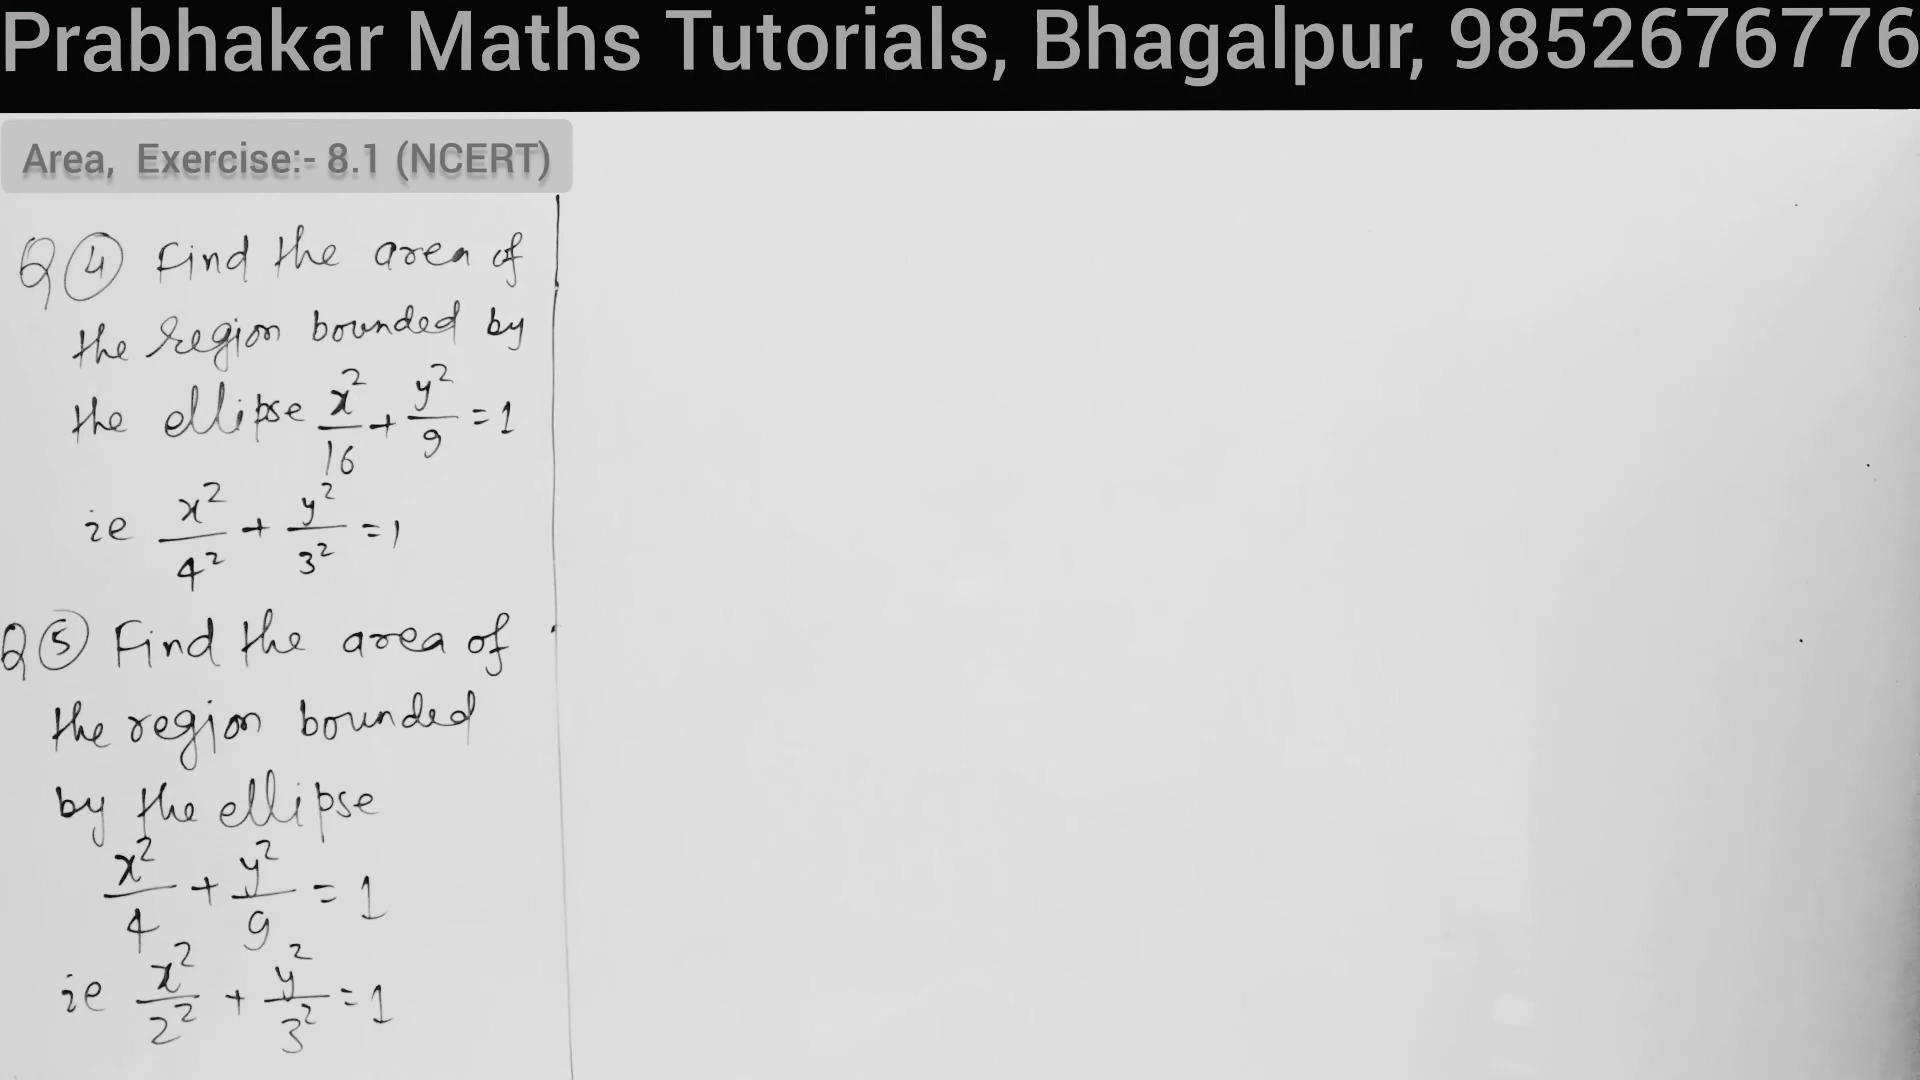 Prabhakar Maths Tutorials, Bhagalpur, 9852676776
Area, Exercise:- 8.1 (NCERT)
Q④ Find the area of
the region bounded by
the ellipse x²/16 + y²/9 = 1
ie x²/4² + y²/3² = 1
Q⑤ Find the area of
the region bounded
by the ellipse
x²/4 + y²/9 = 1
ie x²/2² + y²/3² = 1